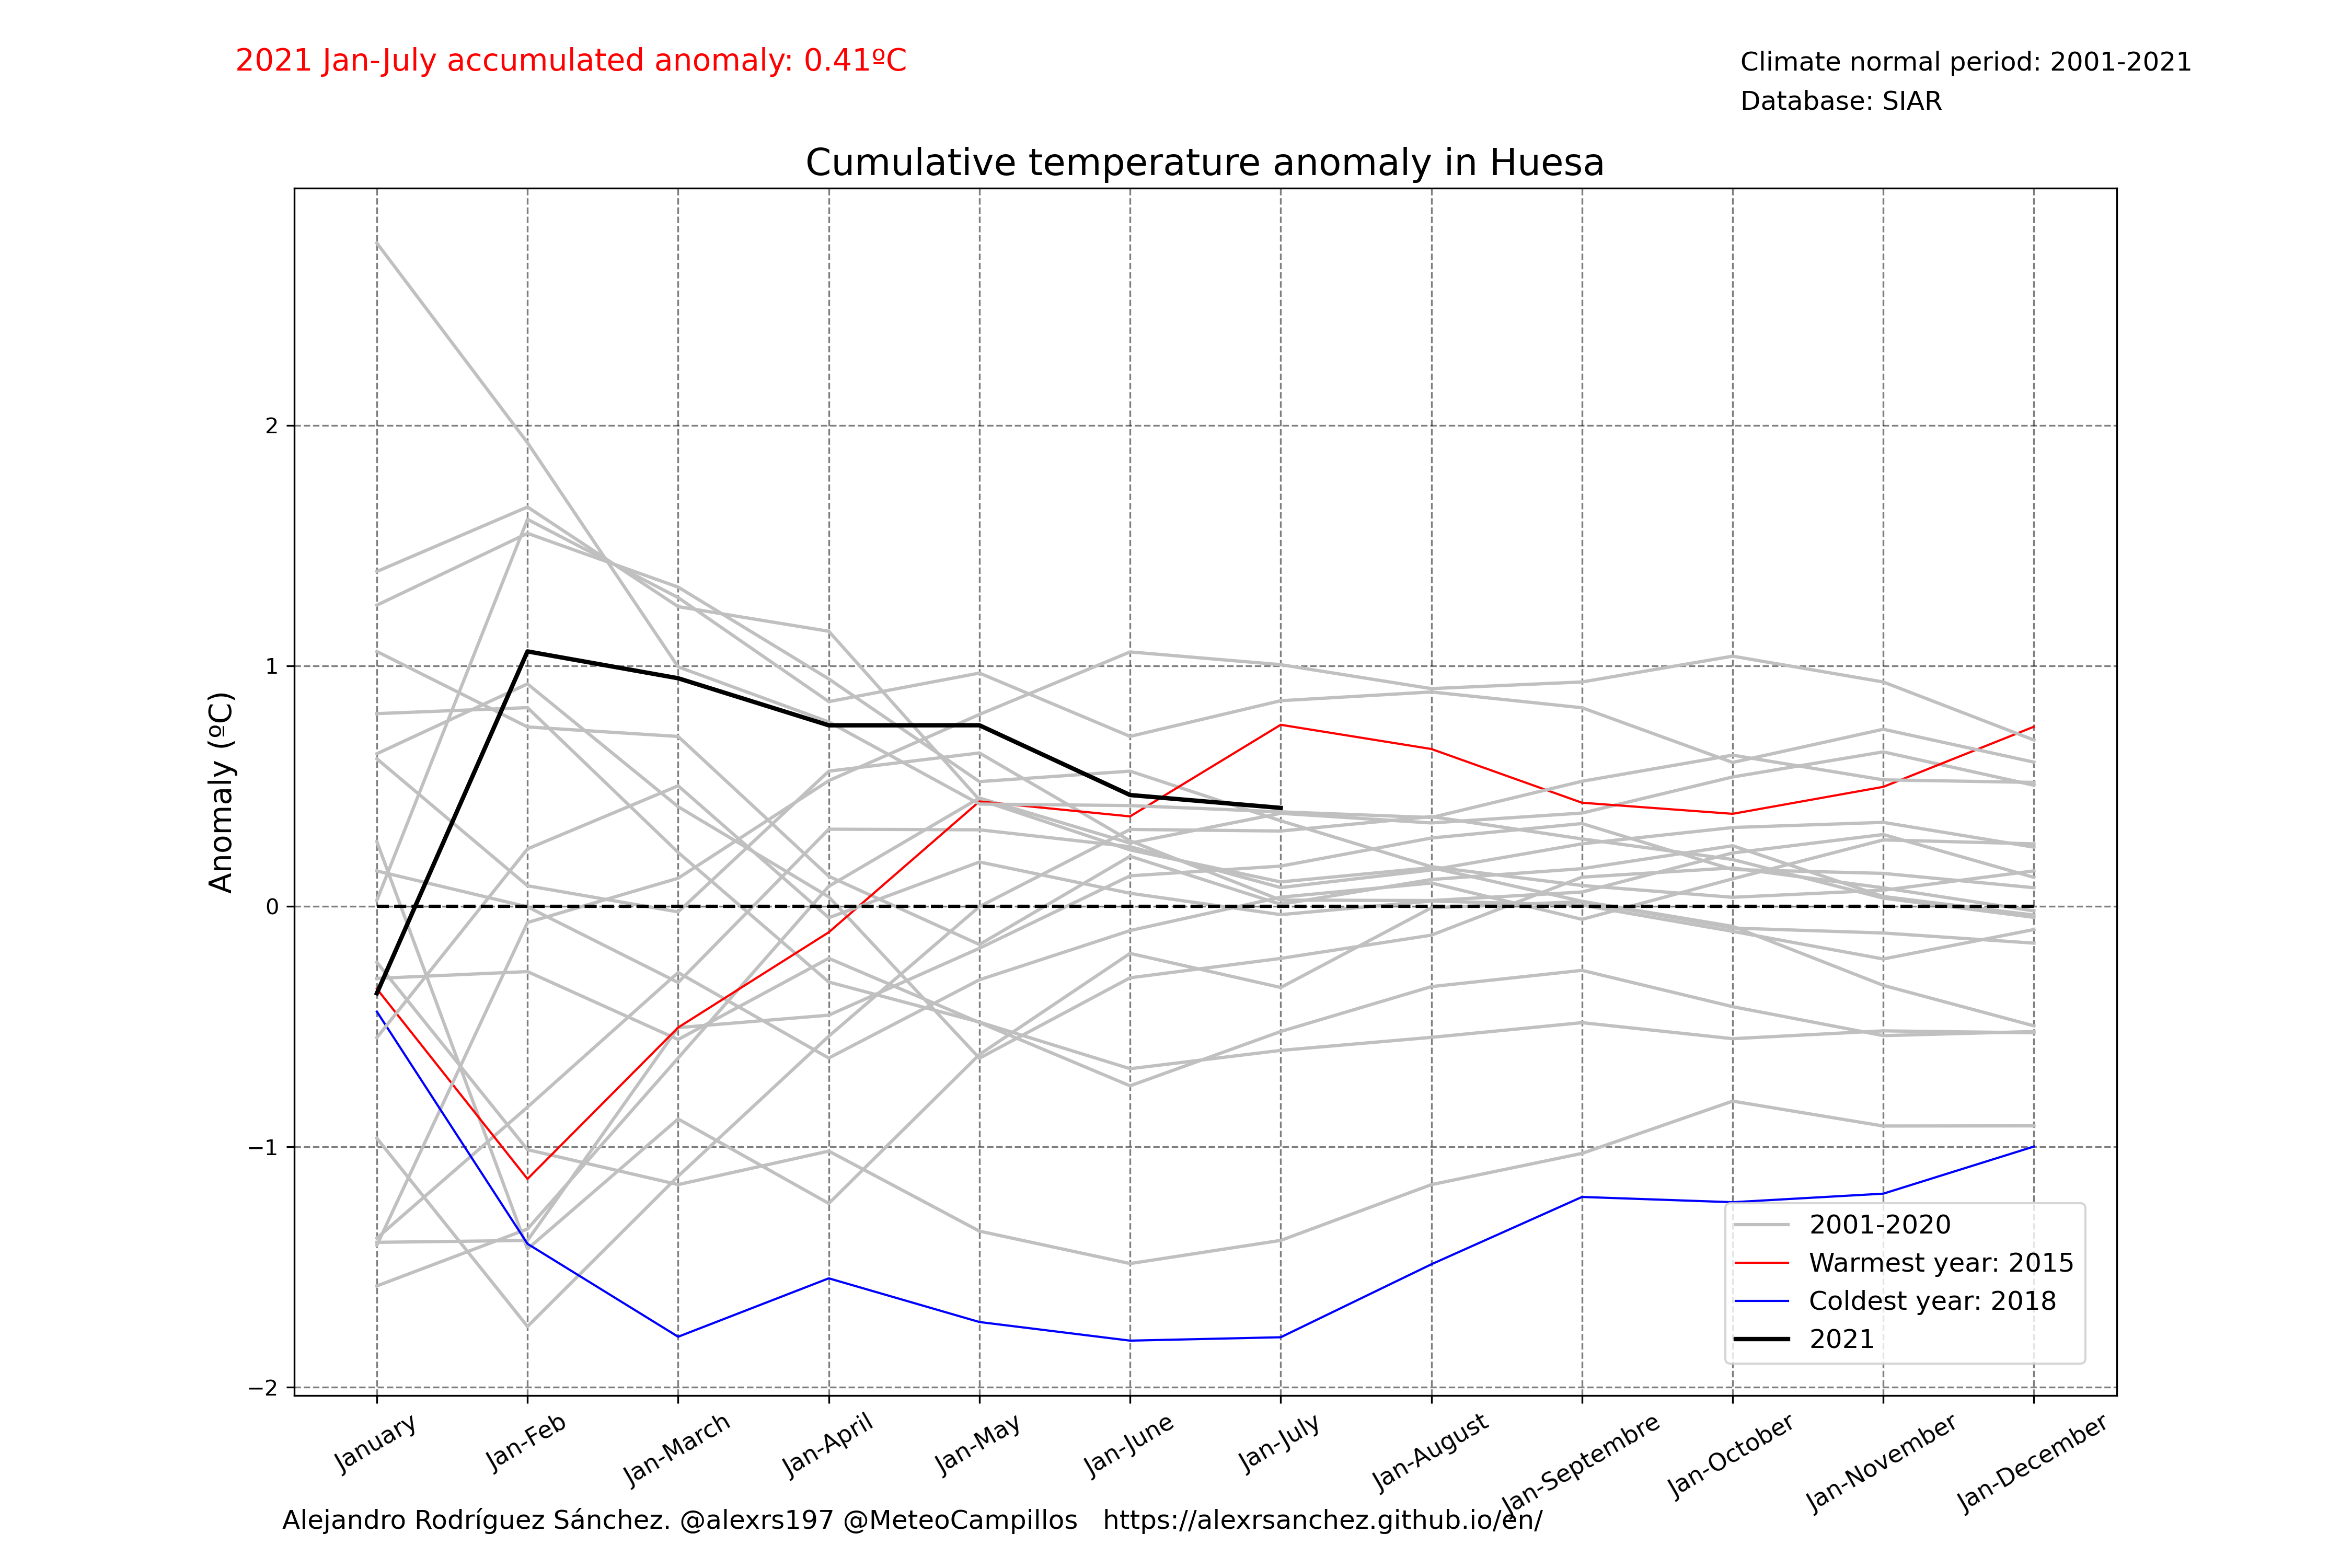 2021 Jan-July accumulated anomaly: 0.41ºC
Climate normal period: 2001-2021
Database: SIAR
Cumulative temperature anomaly in Huesa
Anomaly (ºC)
2
1
0
−1
−2
2001-2020
Warmest year: 2015
Coldest year: 2018
2021
January
Jan-Feb
Jan-March
Jan-April
Jan-May
Jan-June
Jan-July
Jan-August
Jan-Septembre
Jan-October
Jan-November
Jan-December
Alejandro Rodríguez Sánchez. @alexrs197 @MeteoCampillos https://alexrsanchez.github.io/en/